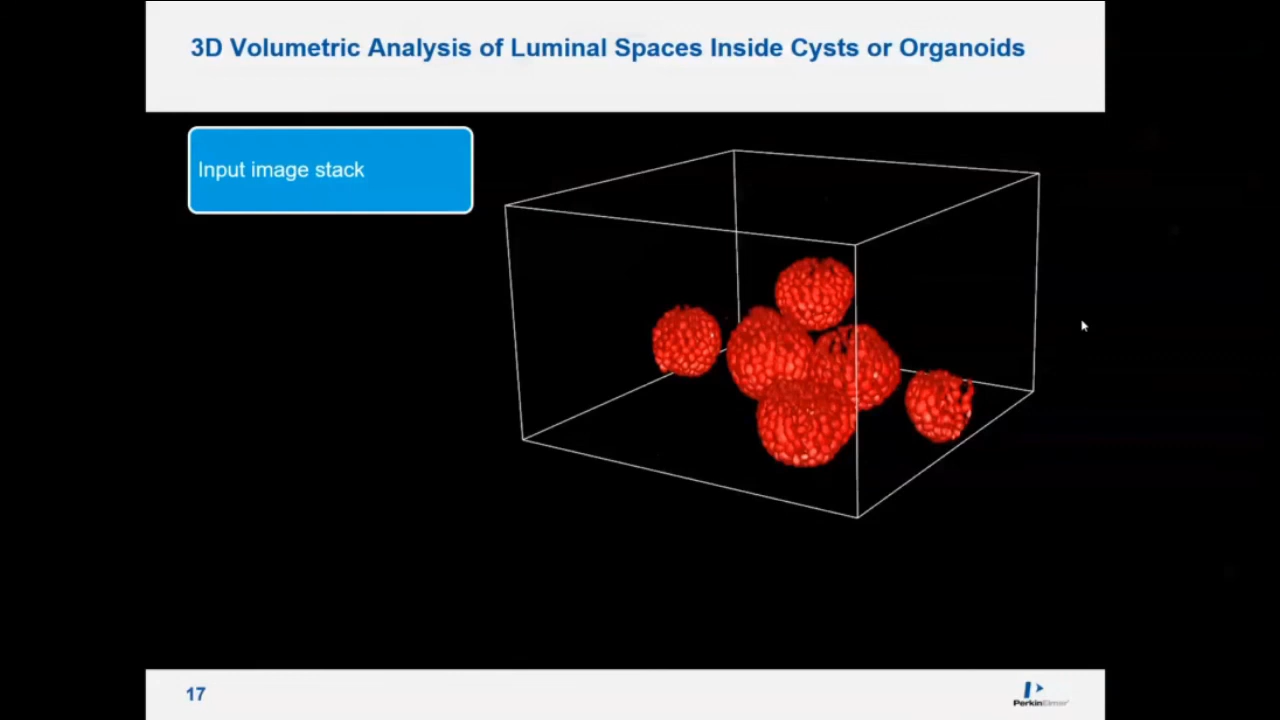 3D Volumetric Analysis of Luminal Spaces Inside Cysts or Organoids
Input image stack
17
PerkinElmer